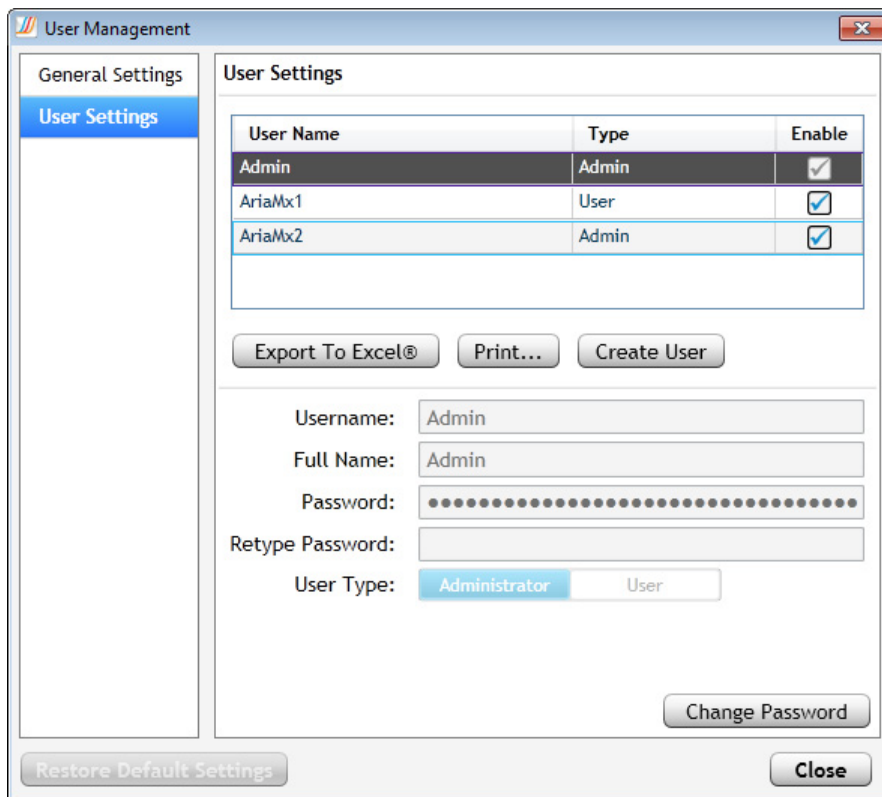 User Management
General Settings
User Settings
User Settings
User Name Type Enable
Admin Admin
AriaMx1 User
AriaMx2 Admin
Export To Excel® Print... Create User
Username: Admin
Full Name: Admin
Password: ●●●●●●●●●●●●●●●●●●●●●●●●●●●●●●●●●●
Retype Password:
User Type: Administrator User
Change Password
Restore Default Settings Close